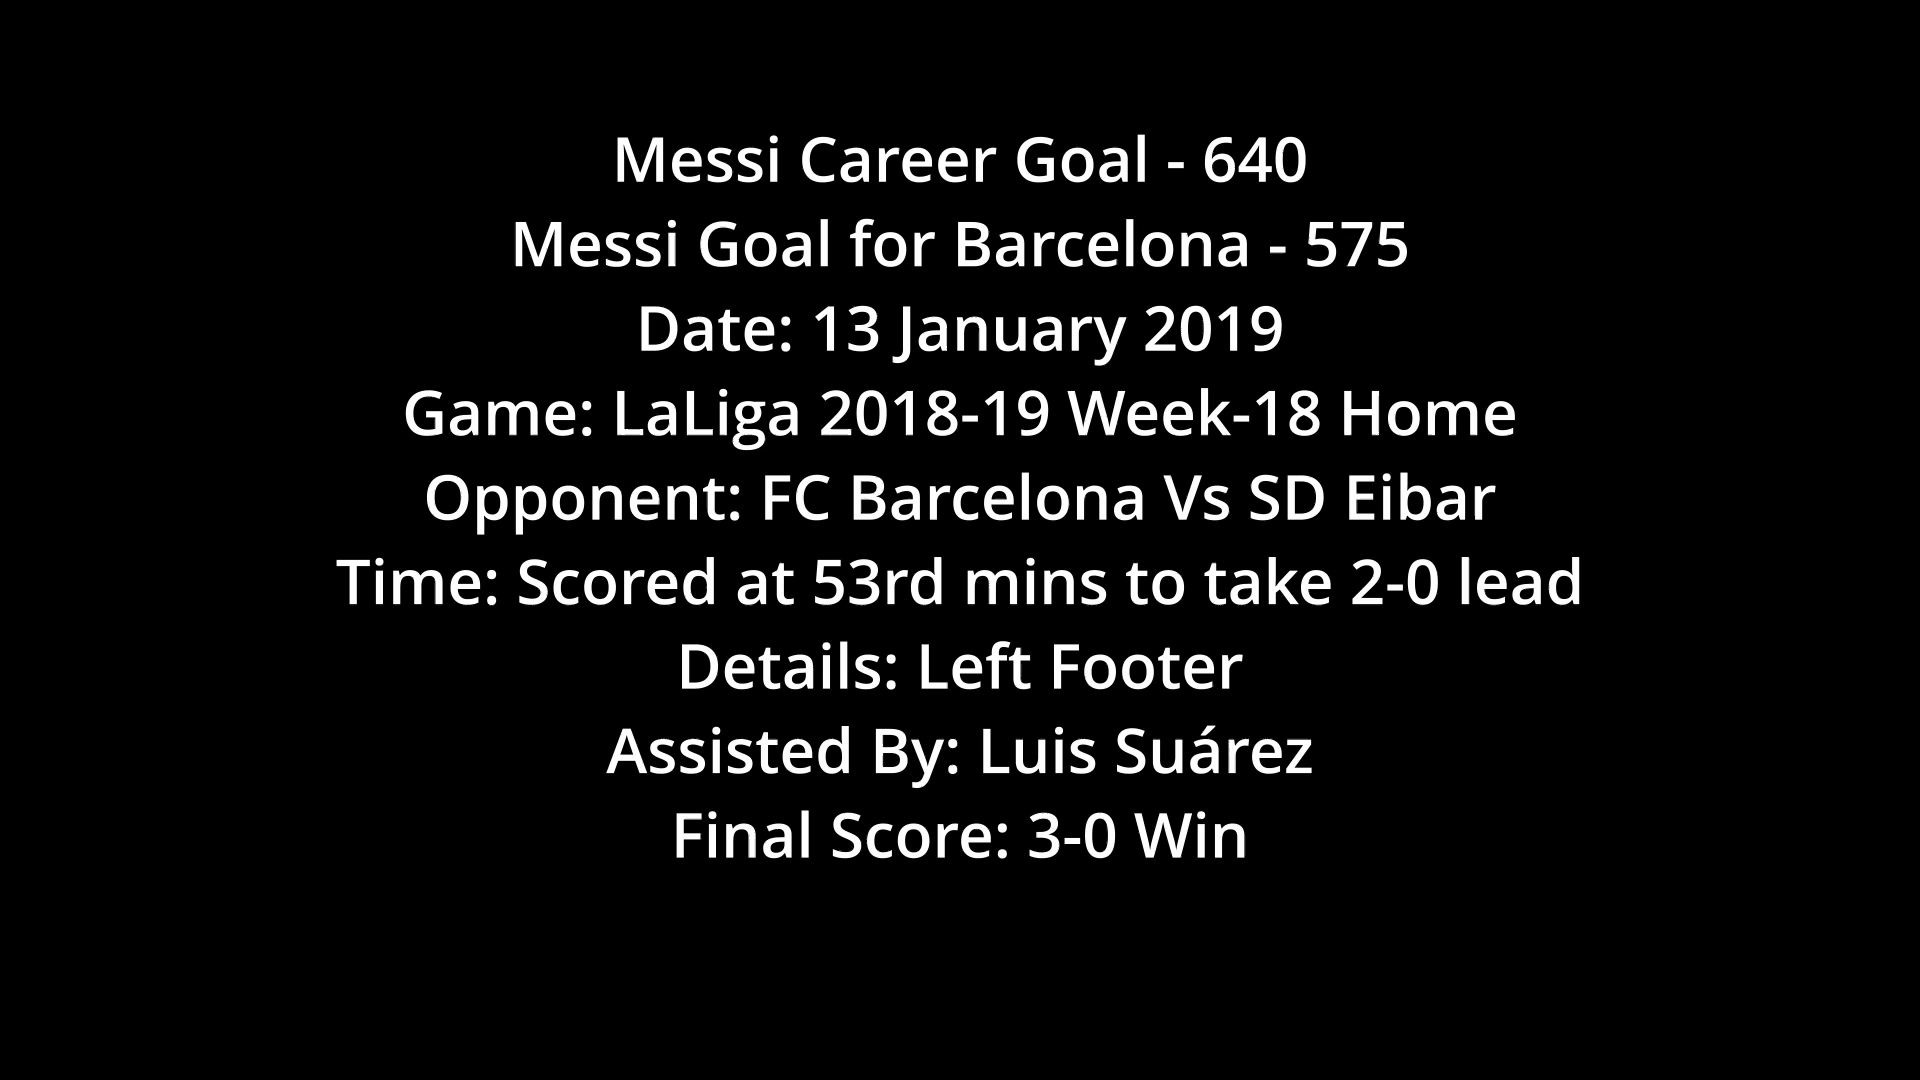 Messi Career Goal - 640
Messi Goal for Barcelona - 575
Date: 13 January 2019
Game: LaLiga 2018-19 Week-18 Home
Opponent: FC Barcelona Vs SD Eibar
Time: Scored at 53rd mins to take 2-0 lead
Details: Left Footer
Assisted By: Luis Suárez
Final Score: 3-0 Win